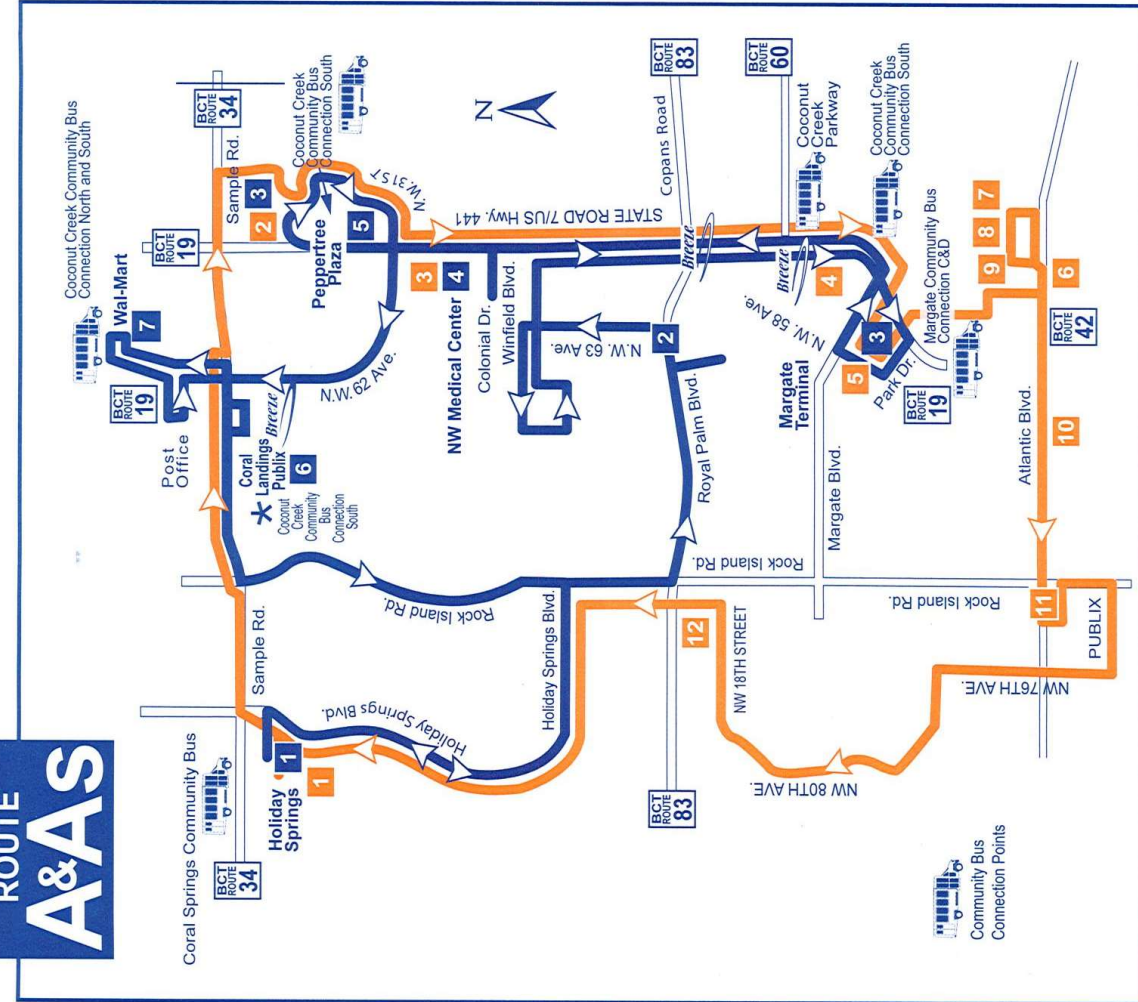 ROUTE
A&AS
Coconut Creek Community Bus
Connection North and South
Coral Springs Community Bus
BCT
ROUTE
34
BCT
ROUTE
34
Sample Rd.
Sample Rd.
BCT
ROUTE
19
BCT
ROUTE
19
Wal-Mart
7
Post
Office
3
2
Coconut Creek
Community Bus
Connection South
Peppertree
Plaza
5
N.W.31ST
Holiday
Springs
1
1
Coral
Landings
Publix
6
Breeze
Coconut
Creek
Community
Bus
Connection
South
N.W. 62 Ave.
N
Holiday Springs Blvd.
Rock Island Rd.
3
4
NW Medical Center
Colonial Dr.
Winfield Blvd.
STATE ROAD 7/US Hwy. 441
Holiday Springs Blvd.
N.W. 63 Ave.
2
Breeze
Copans Road
BCT
ROUTE
83
BCT
ROUTE
83
12
Rock Island Rd.
Royal Palm Blvd.
BCT
ROUTE
60
Coconut
Creek
Parkway
Breeze
4
NW 18TH STREET
NW 80TH AVE.
Margate Blvd.
Margate
Terminal
N.W. 58 Ave.
3
5
Park Dr.
BCT
ROUTE
19
Coconut Creek
Community Bus
Connection South
Margate Community Bus
Connection C&D
9
8
7
6
BCT
ROUTE
42
10
Atlantic Blvd.
Rock Island Rd.
11
PUBLIX
NW 76TH AVE.
Community Bus
Connection Points